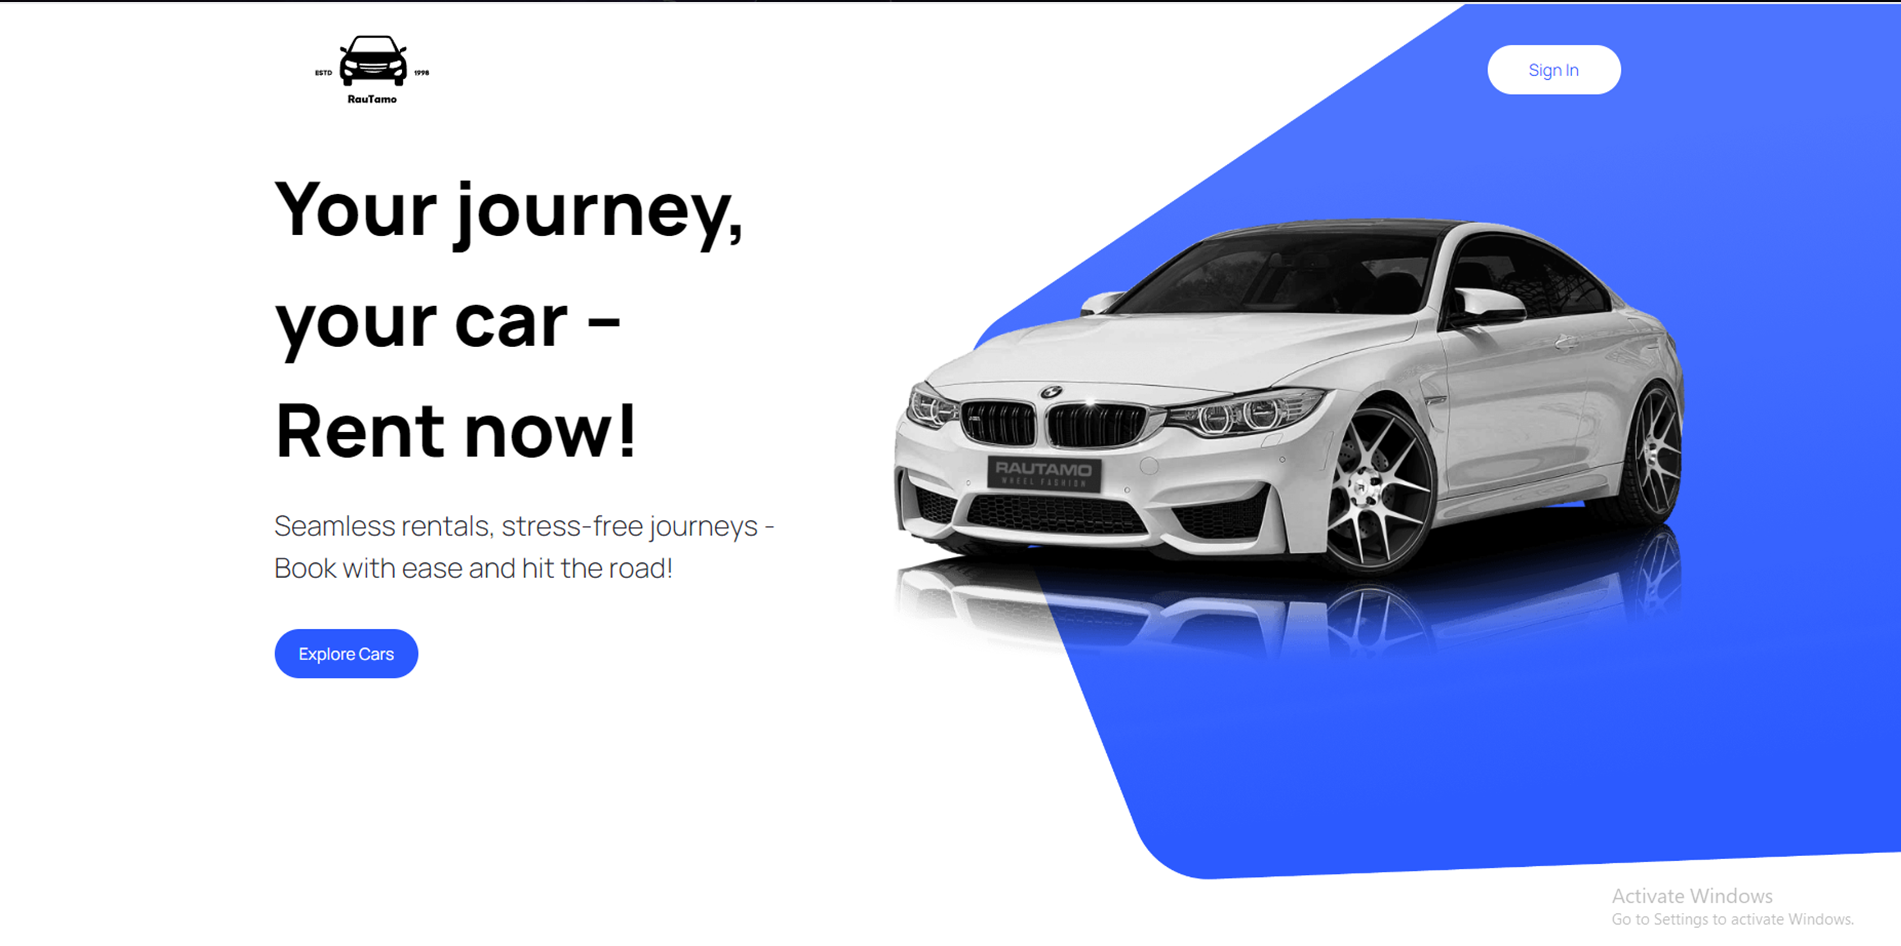 ESTD 1998
RauTamo
Sign In
Your journey,
your car –
Rent now!
Seamless rentals, stress-free journeys -
Book with ease and hit the road!
Explore Cars
RAUTAMO
WHEEL FASHION
Activate Windows
Go to Settings to activate Windows.